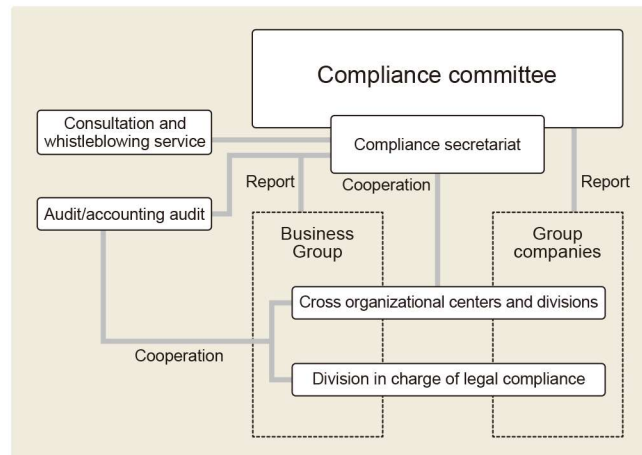 Compliance committee
Consultation and
whistleblowing service
Compliance secretariat
Report
Cooperation
Report
Audit/accounting audit
Business
Group
Group
companies
Cross organizational centers and divisions
Cooperation
Division in charge of legal compliance